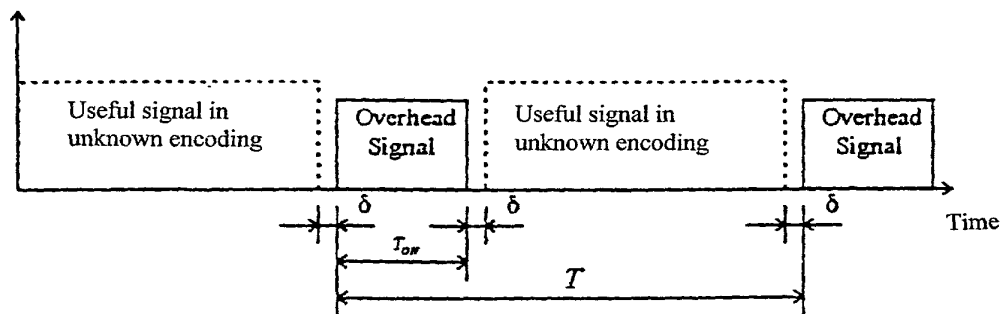 Useful signal in
unknown encoding
Overhead
Signal
Useful signal in
unknown encoding
Overhead
Signal
δ
δ
δ
Time
T